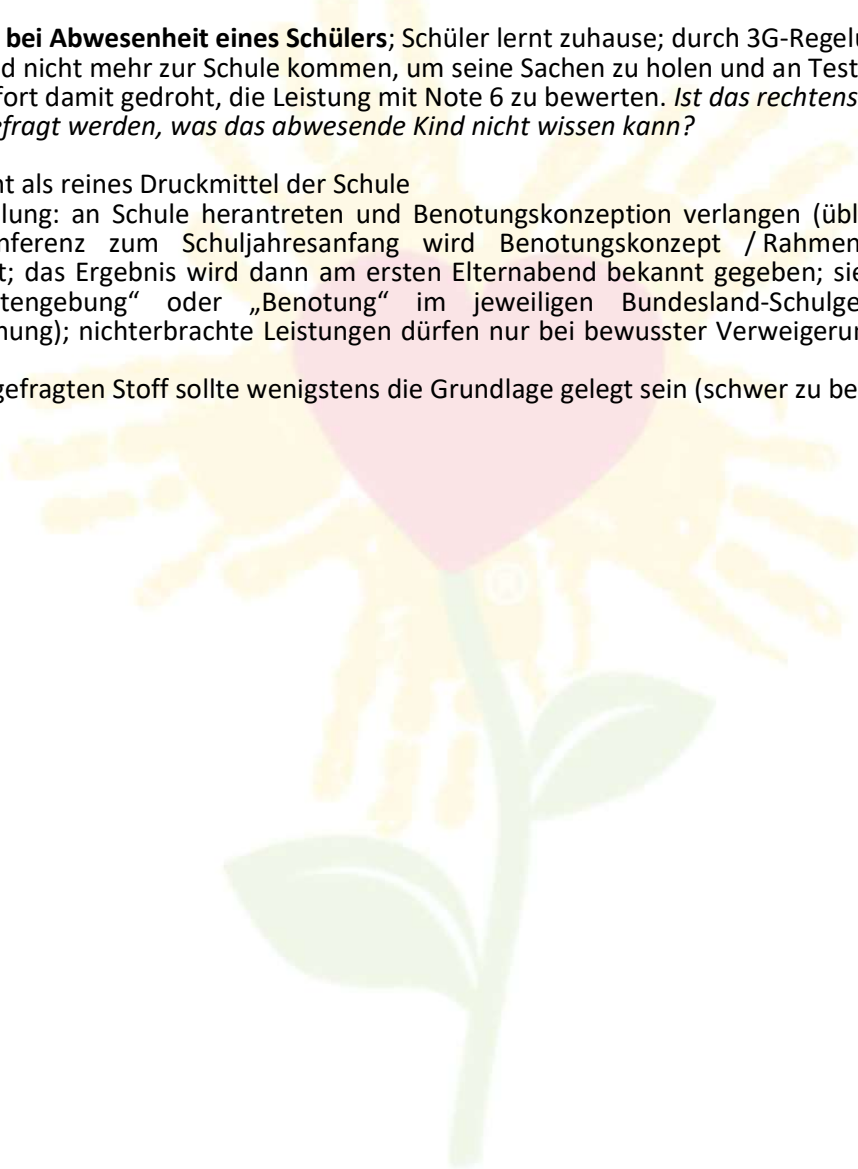 bei Abwesenheit eines Schülers; Schüler lernt zuhause; durch 3G-Regelu
d nicht mehr zur Schule kommen, um seine Sachen zu holen und an Test
fort damit gedroht, die Leistung mit Note 6 zu bewerten. Ist das rechtens
efragt werden, was das abwesende Kind nicht wissen kann?
nt als reines Druckmittel der Schule
lung: an Schule herantreten und Benotungskonzeption verlangen (übl
nferenz zum Schuljahresanfang wird Benotungskonzept / Rahmen
t; das Ergebnis wird dann am ersten Elternabend bekannt gegeben; sie
tengebung“ oder „Benotung“ im jeweiligen Bundesland-Schulge
nung); nichterbrachte Leistungen dürfen nur bei bewusster Verweigerun
gefragten Stoff sollte wenigstens die Grundlage gelegt sein (schwer zu be
®